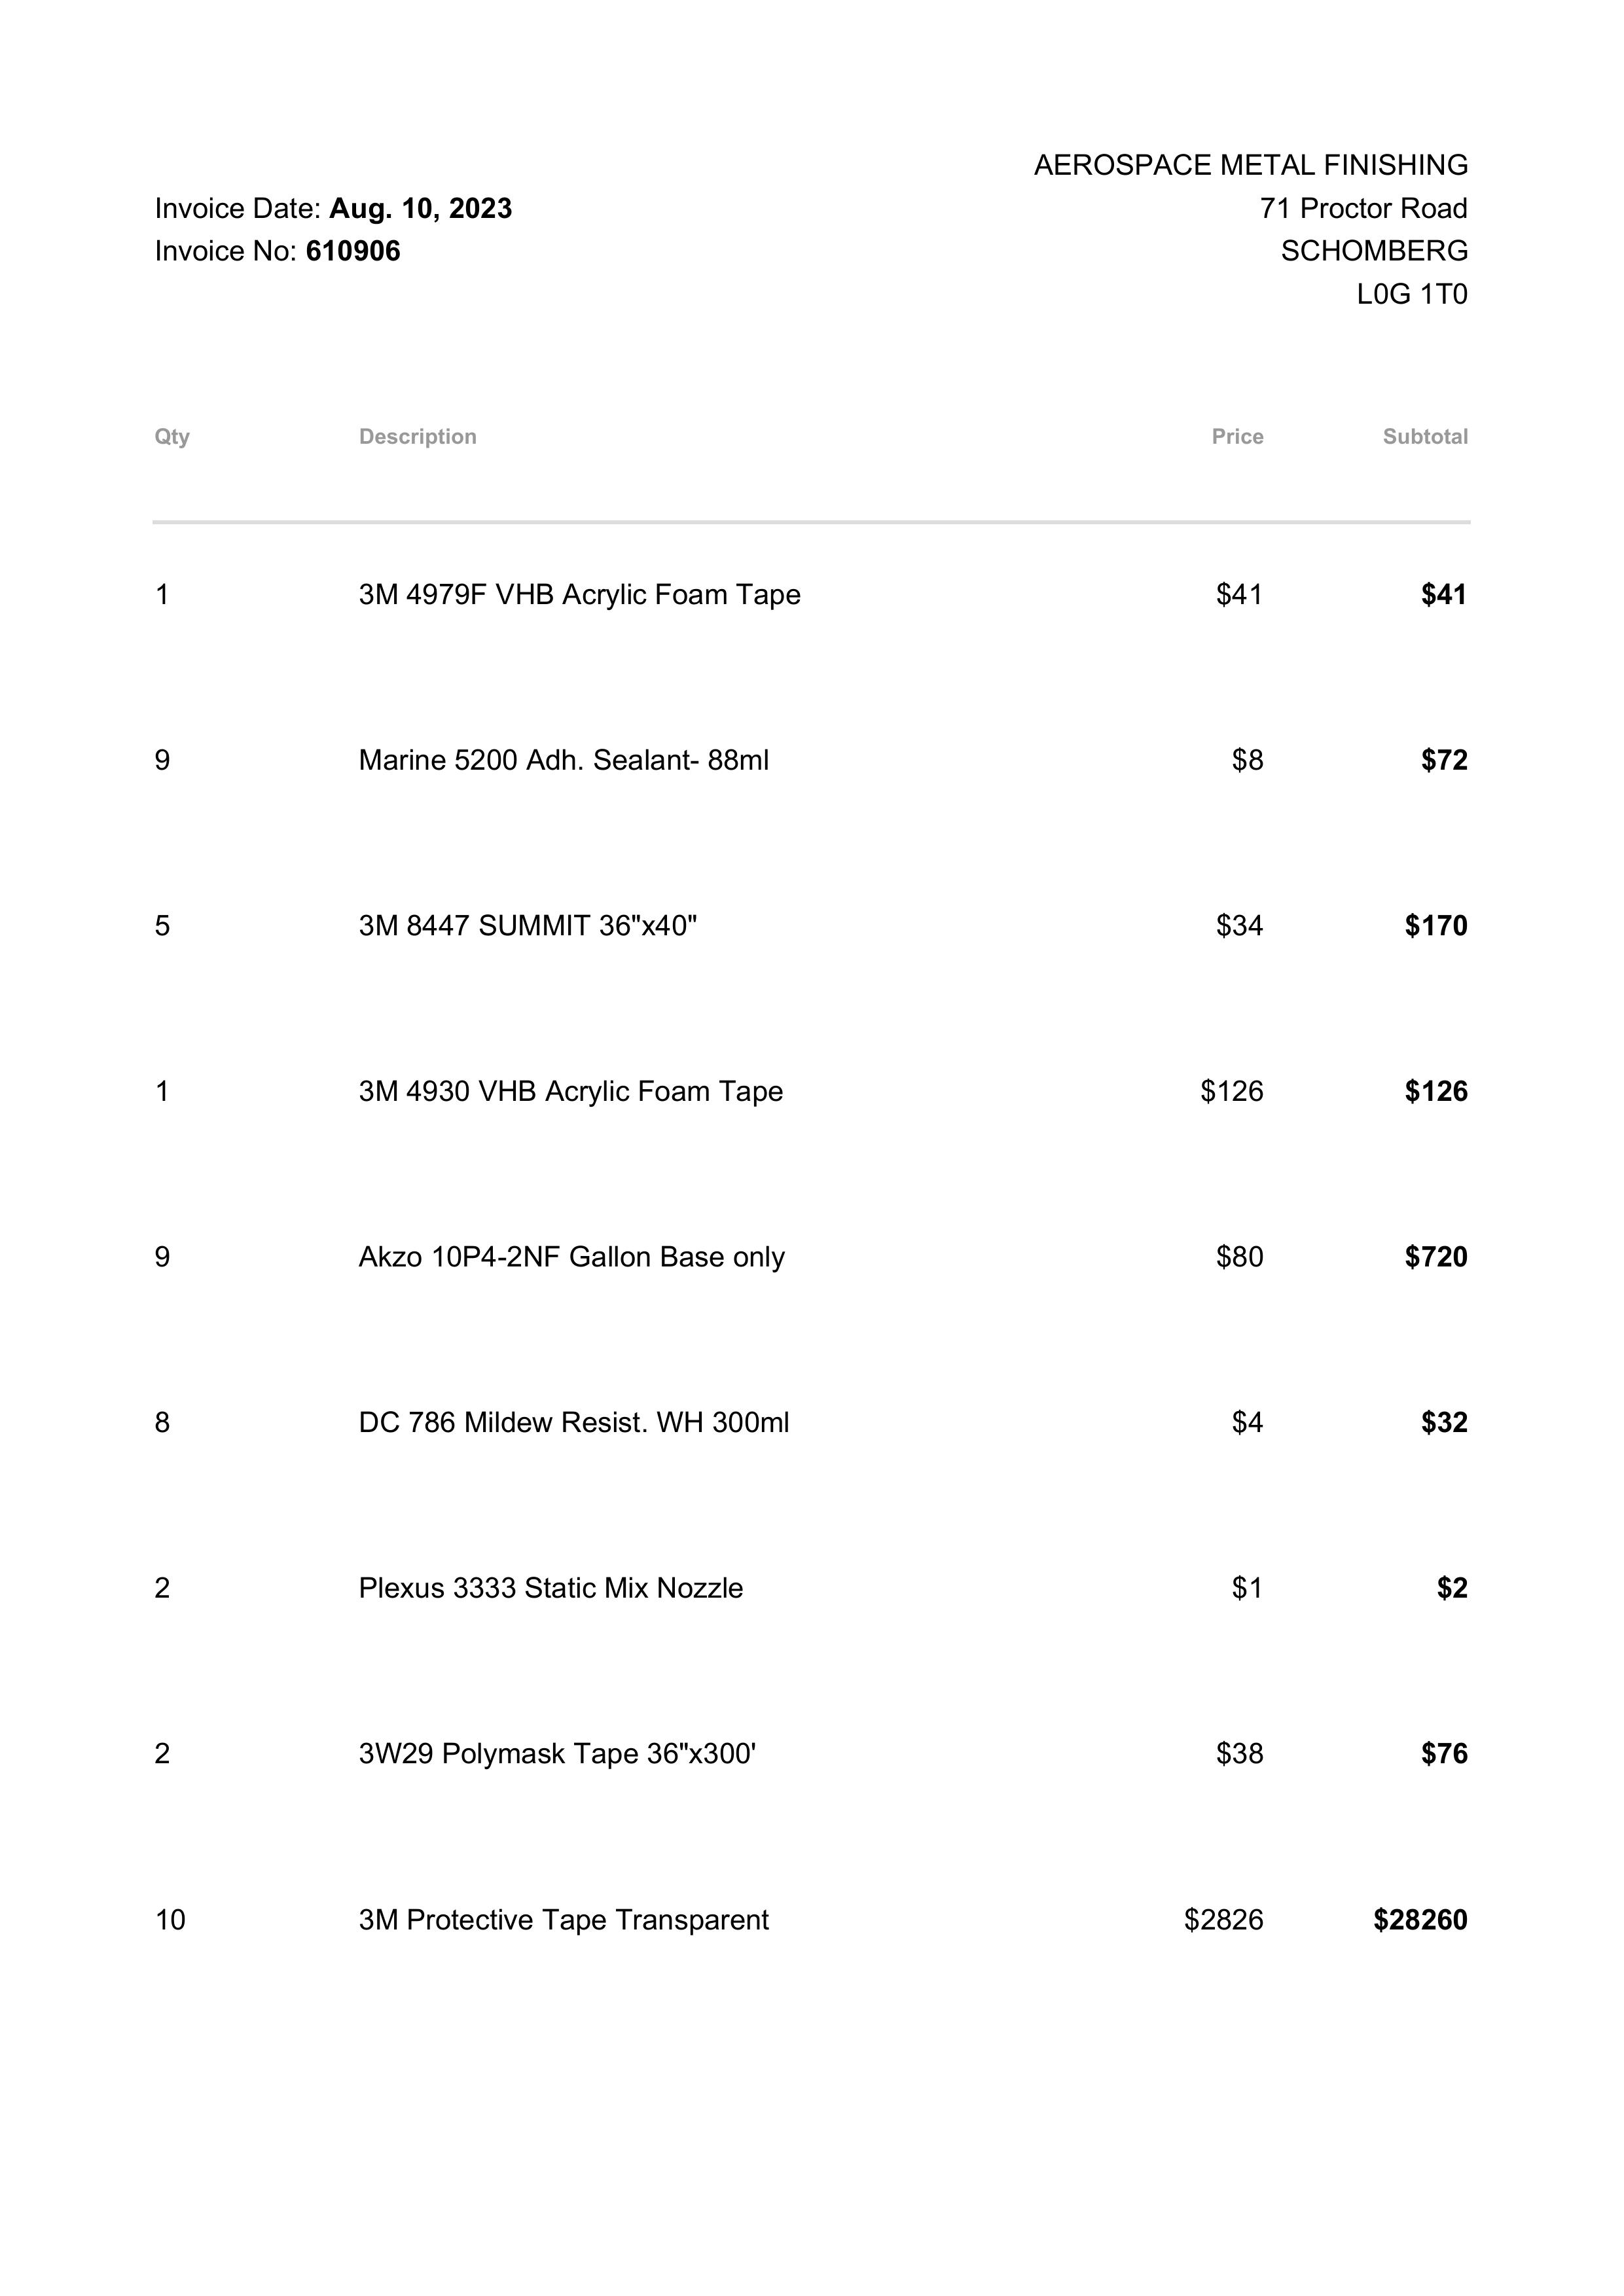 AEROSPACE METAL FINISHING
Invoice Date: Aug. 10, 2023
71 Proctor Road
Invoice No: 610906
SCHOMBERG
L0G 1T0
Qty Description Price Subtotal
1 3M 4979F VHB Acrylic Foam Tape $41 $41
9 Marine 5200 Adh. Sealant- 88ml $8 $72
5 3M 8447 SUMMIT 36"x40" $34 $170
1 3M 4930 VHB Acrylic Foam Tape $126 $126
9 Akzo 10P4-2NF Gallon Base only $80 $720
8 DC 786 Mildew Resist. WH 300ml $4 $32
2 Plexus 3333 Static Mix Nozzle $1 $2
2 3W29 Polymask Tape 36"x300' $38 $76
10 3M Protective Tape Transparent $2826 $28260